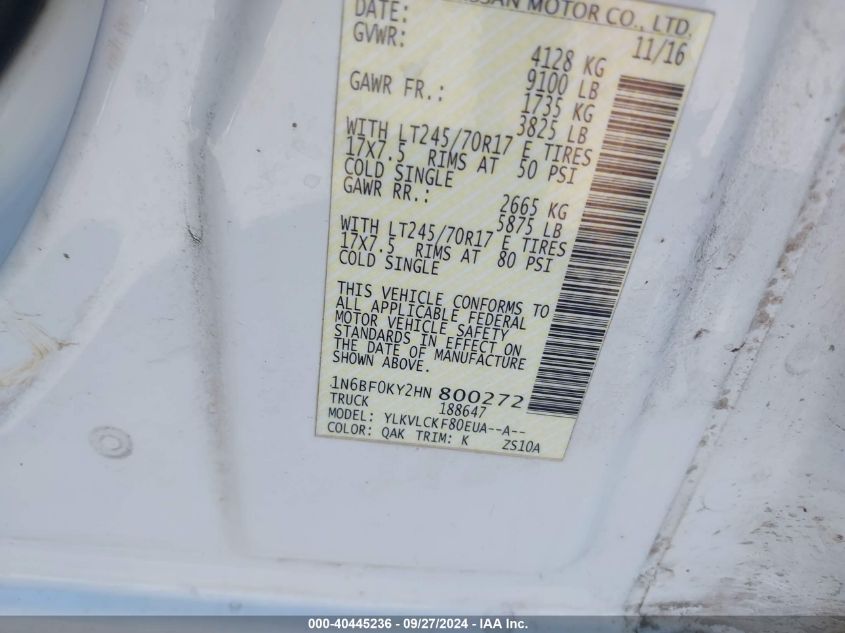 MOTOR CO., LTD.
DATE: 11/16
GVWR: 4128 KG
9100 LB
GAWR FR.: 1735 KG
3825 LB
WITH LT245/70R17 E TIRES
17X7.5 RIMS AT 50 PSI
COLD SINGLE
GAWR RR.: 2665 KG
5875 LB
WITH LT245/70R17 E TIRES
17X7.5 RIMS AT 80 PSI
COLD SINGLE
THIS VEHICLE CONFORMS TO
ALL APPLICABLE FEDERAL
MOTOR VEHICLE SAFETY
STANDARDS IN EFFECT ON
THE DATE OF MANUFACTURE
SHOWN ABOVE.
1N6BF0KY2HN 800272
TRUCK 188647
MODEL: YLKVLCKF80EUA--A--
COLOR: QAK TRIM: K ZS10A
000-40445236 - 09/27/2024 - IAA Inc.